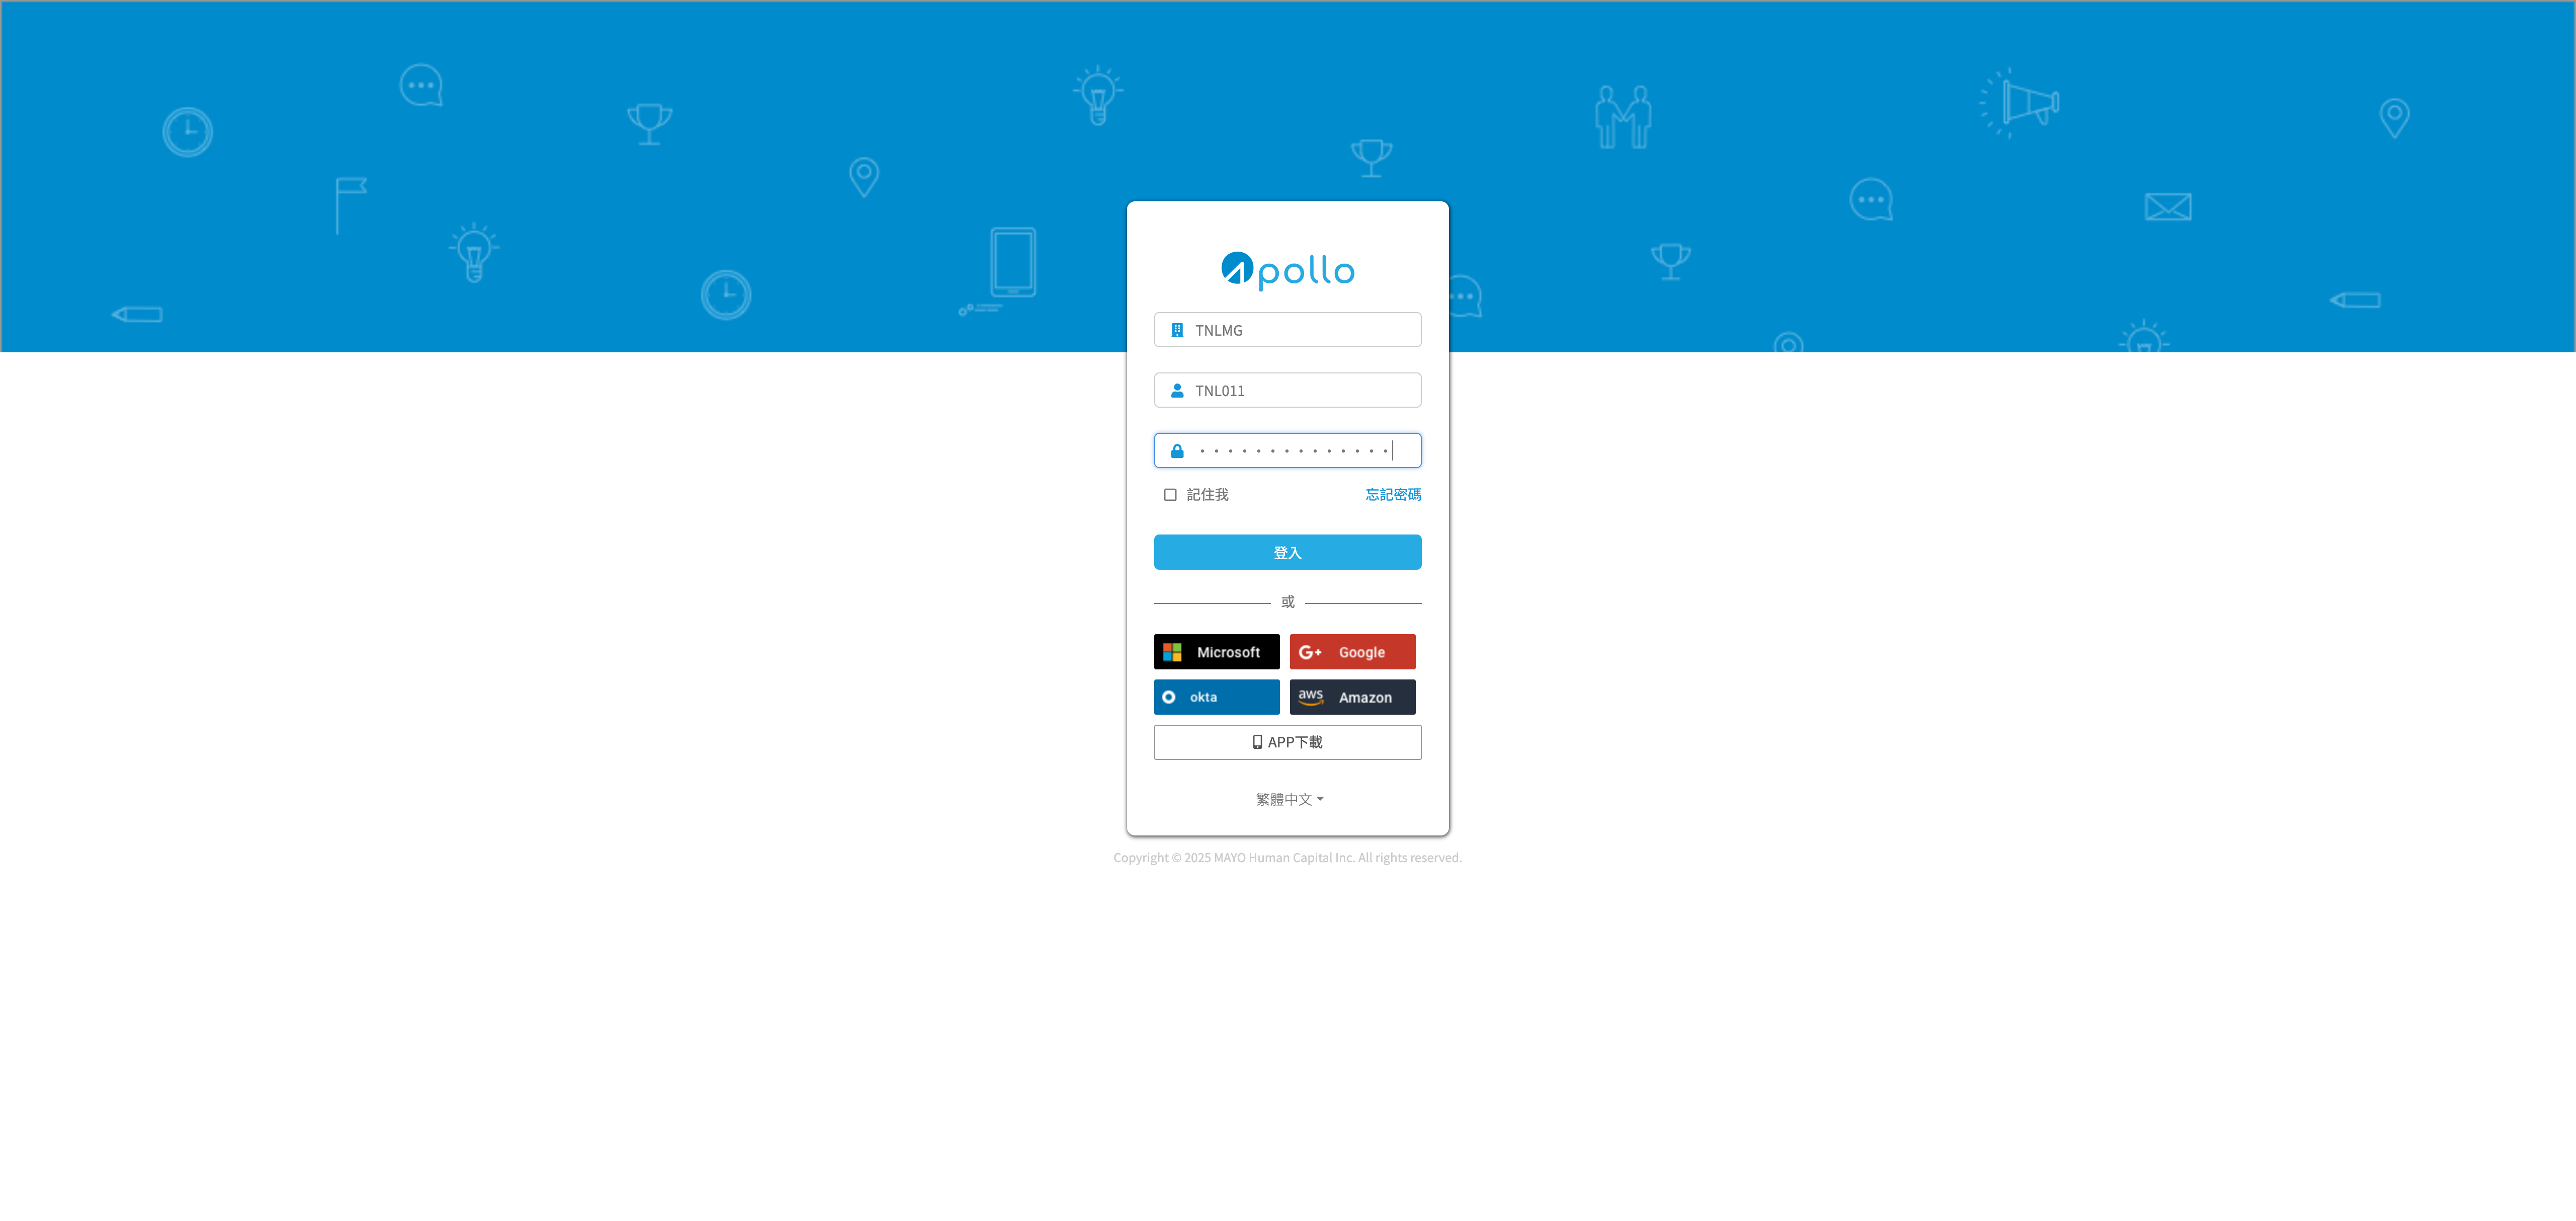 Apollo
TNLMG
TNL011
記住我
忘記密碼
登入
或
Microsoft
G+ Google
okta
aws Amazon
APP下載
繁體中文
Copyright © 2025 MAYO Human Capital Inc. All rights reserved.